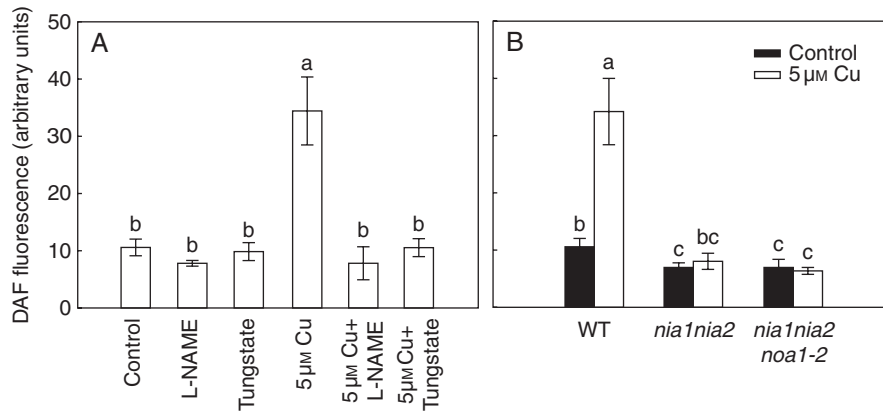 DAF fluorescence (arbitrary units)
50
40
30
20
10
0
A
b
b
b
a
b
b
Control
L-NAME
Tungstate
5 µM Cu
5 µM Cu+
L-NAME
5 µM Cu+
Tungstate
B
Control
5 µM Cu
b
a
c
bc
c
c
WT
nia1nia2
nia1nia2
noa1-2